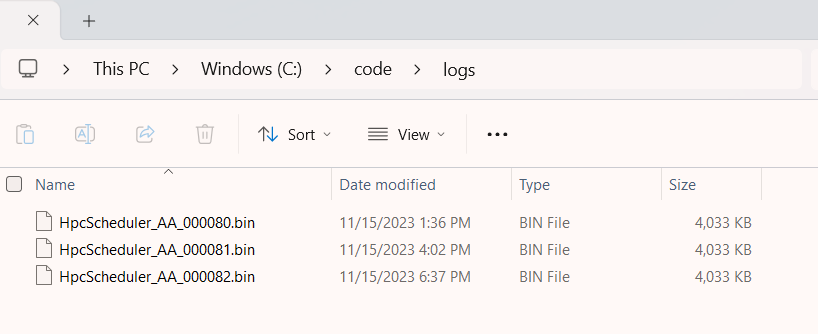 This PC > Windows (C:) > code > logs
Sort View
Name Date modified Type Size
HpcScheduler_AA_000080.bin 11/15/2023 1:36 PM BIN File 4,033 KB
HpcScheduler_AA_000081.bin 11/15/2023 4:02 PM BIN File 4,033 KB
HpcScheduler_AA_000082.bin 11/15/2023 6:37 PM BIN File 4,033 KB